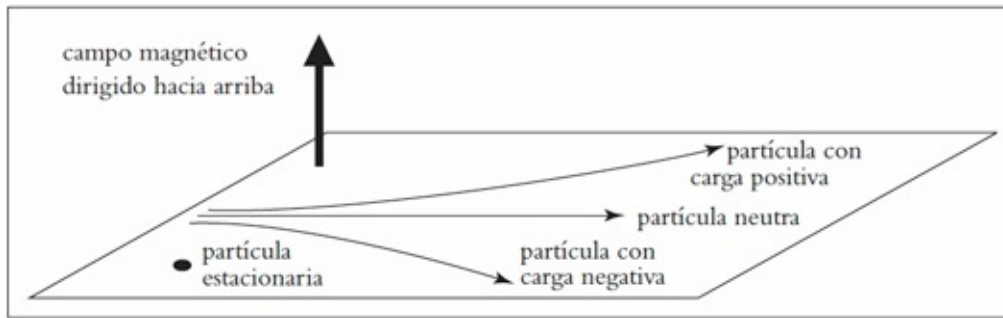 campo magnético
dirigido hacia arriba
partícula con
carga positiva
partícula neutra
partícula
estacionaria
partícula con
carga negativa